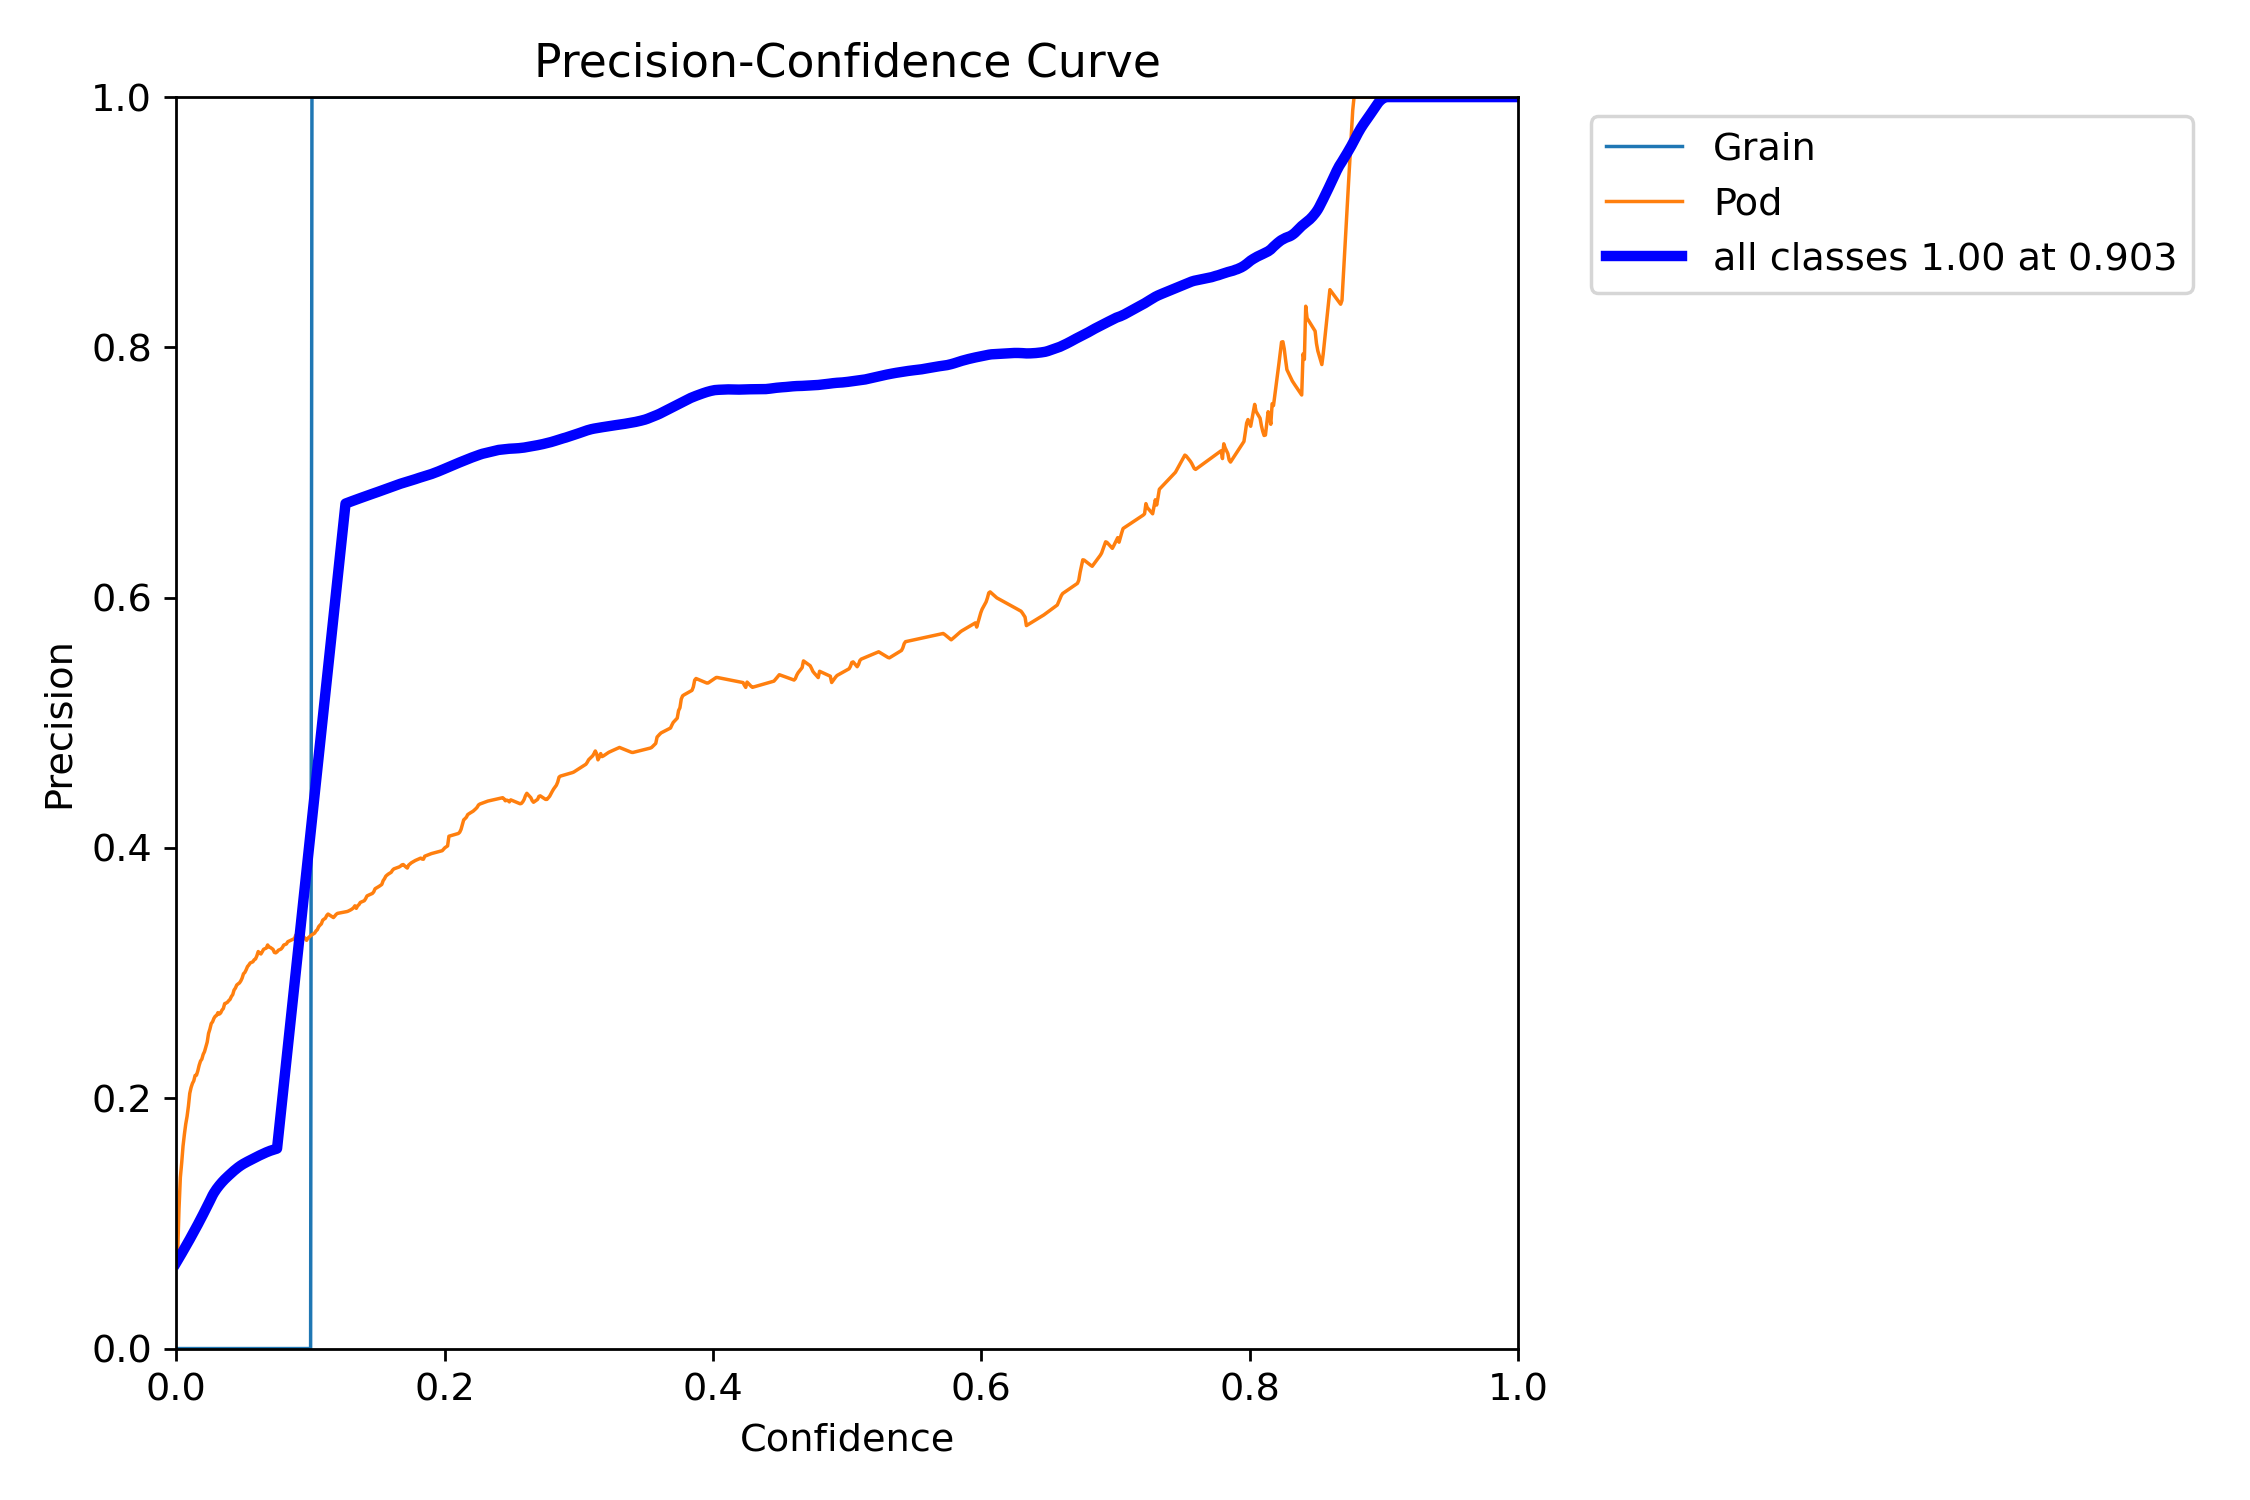 Precision-Confidence Curve
1.0
0.8
0.6
0.4
0.2
0.0
Precision
0.0 0.2 0.4 0.6 0.8 1.0
Confidence
Grain
Pod
all classes 1.00 at 0.903